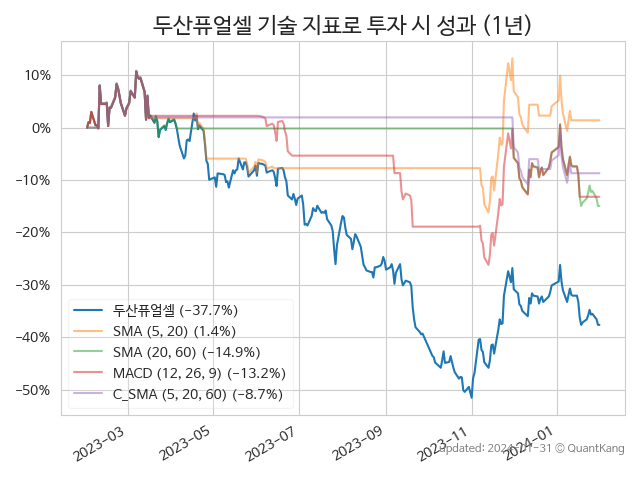 두산퓨얼셀 기술 지표로 투자 시 성과 (1년)
10%
0%
−10%
−20%
−30%
−40%
−50%
두산퓨얼셀 (−37.7%)
SMA (5, 20) (1.4%)
SMA (20, 60) (−14.9%)
MACD (12, 26, 9) (−13.2%)
C_SMA (5, 20, 60) (−8.7%)
2023−03
2023−05
2023−07
2023−09
2023−11
2024−01
updated: 2024−01−31 © QuantKang